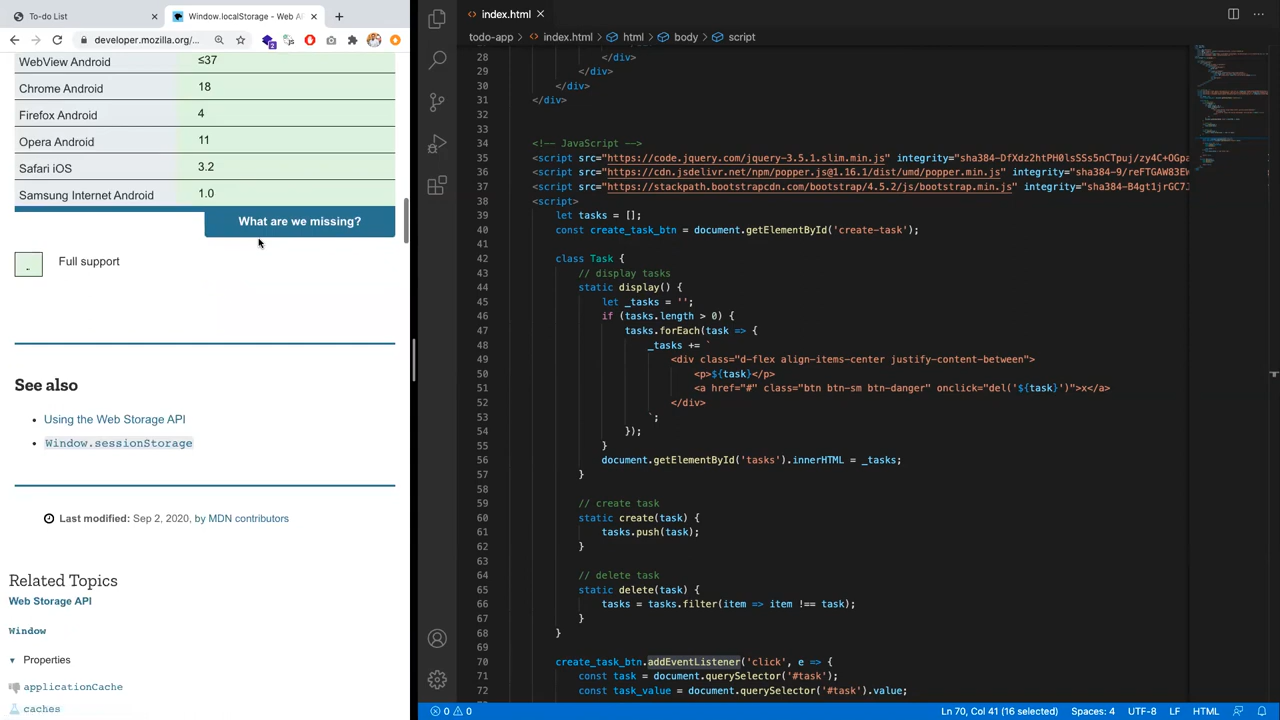 To-do List
Window.localStorage - Web A
developer.mozilla.org/...
2
WebView Android ≤37
Chrome Android 18
Firefox Android 4
Opera Android 11
Safari iOS 3.2
Samsung Internet Android 1.0
What are we missing?
Full support
See also
Using the Web Storage API
Window.sessionStorage
Last modified: Sep 2, 2020, by MDN contributors
Related Topics
Web Storage API
Window
Properties
applicationCache
caches
index.html
todo-app > index.html > html > body > script
28 </div>
29 </div>
30 </div>
31 </div>
32
33
34 <!-- JavaScript -->
35 <script src="https://code.jquery.com/jquery-3.5.1.slim.min.js" integrity="sha384-DfXdz2htPH0lsSSs5nCTpuj/zy4C+OGpa
36 <script src="https://cdn.jsdelivr.net/npm/popper.js@1.16.1/dist/umd/popper.min.js" integrity="sha384-9/reFTGAW83EW
37 <script src="https://stackpath.bootstrapcdn.com/bootstrap/4.5.2/js/bootstrap.min.js" integrity="sha384-B4gt1jrGC7J
38 <script>
39 let tasks = [];
40 const create_task_btn = document.getElementById('create-task');
41
42 class Task {
43 // display tasks
44 static display() {
45 let _tasks = '';
46 if (tasks.length > 0) {
47 tasks.forEach(task => {
48 _tasks += `
49 <div class="d-flex align-items-center justify-content-between">
50 <p>${task}</p>
51 <a href="#" class="btn btn-sm btn-danger" onclick="del('${task}')">x</a>
52 </div>
53 `;
54 });
55 }
56 document.getElementById('tasks').innerHTML = _tasks;
57 }
58
59 // create task
60 static create(task) {
61 tasks.push(task);
62 }
63
64 // delete task
65 static delete(task) {
66 tasks = tasks.filter(item => item !== task);
67 }
68 }
69
70 create_task_btn.addEventListener('click', e => {
71 const task = document.querySelector('#task');
72 const task_value = document.querySelector('#task').value;
0 0 Ln 70, Col 41 (16 selected) Spaces: 4 UTF-8 LF HTML